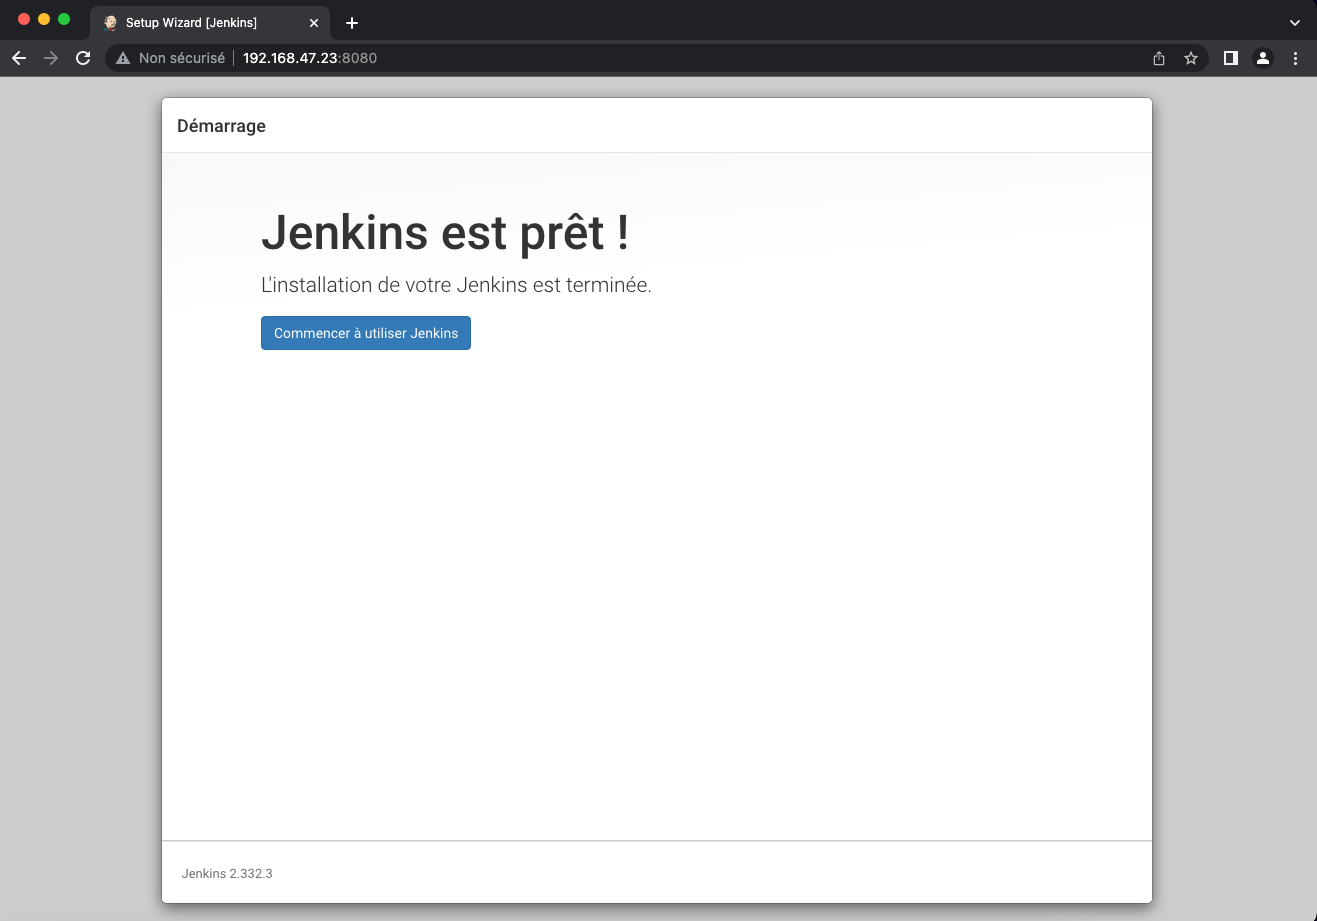 Setup Wizard [Jenkins]
Non sécurisé
192.168.47.23:8080
Démarrage
Jenkins est prêt !
L'installation de votre Jenkins est terminée.
Commencer à utiliser Jenkins
Jenkins 2.332.3